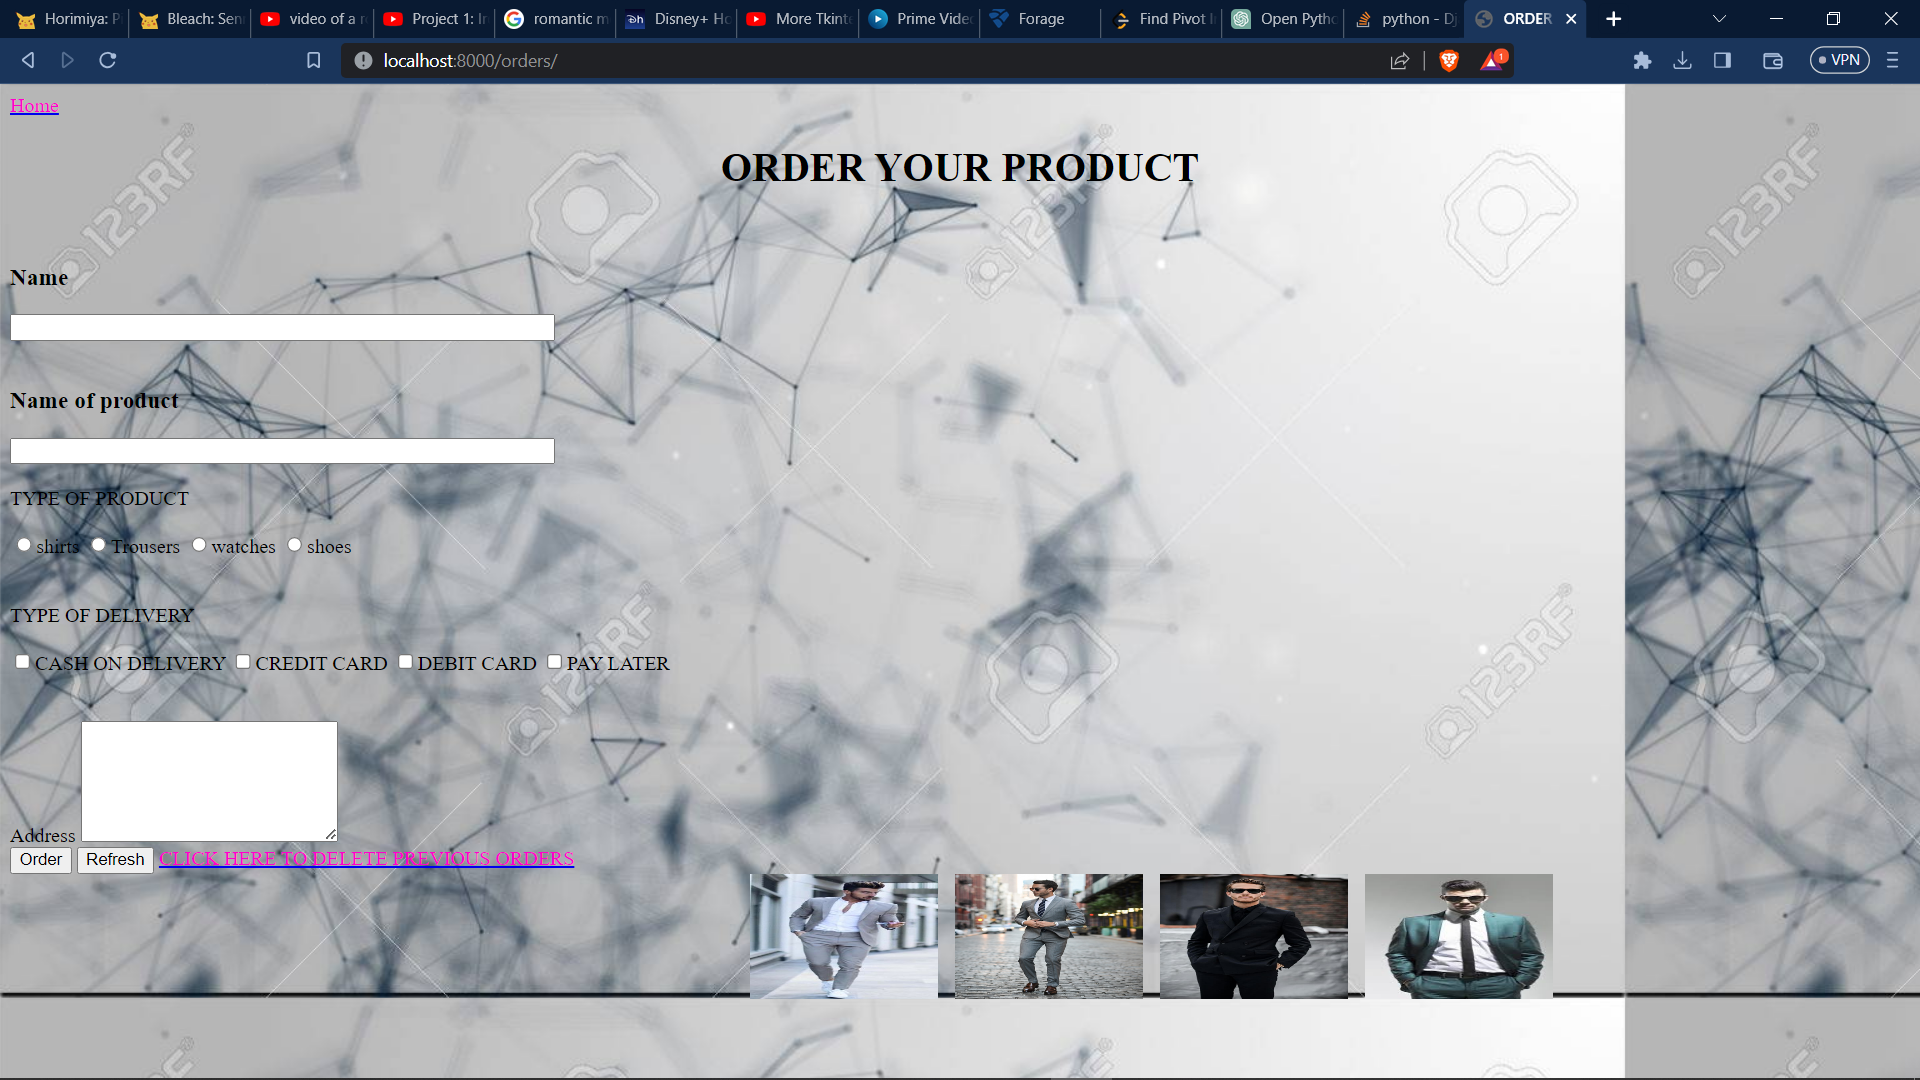 Horimiya: P
Bleach: Sen
video of a r
Project 1: I
romantic m
Disney+ Ho
More Tkint
Prime Vide
Forage
Find Pivot I
Open Pytho
python - Dj
ORDER
localhost:8000/orders/
1
VPN
Home
ORDER YOUR PRODUCT
Name
Name of product
TYPE OF PRODUCT
shirts Trousers watches shoes
TYPE OF DELIVERY
CASH ON DELIVERY CREDIT CARD DEBIT CARD PAY LATER
Address
Order Refresh CLICK HERE TO DELETE PREVIOUS ORDERS
123RF
123RF
123RF
123RF
123RF